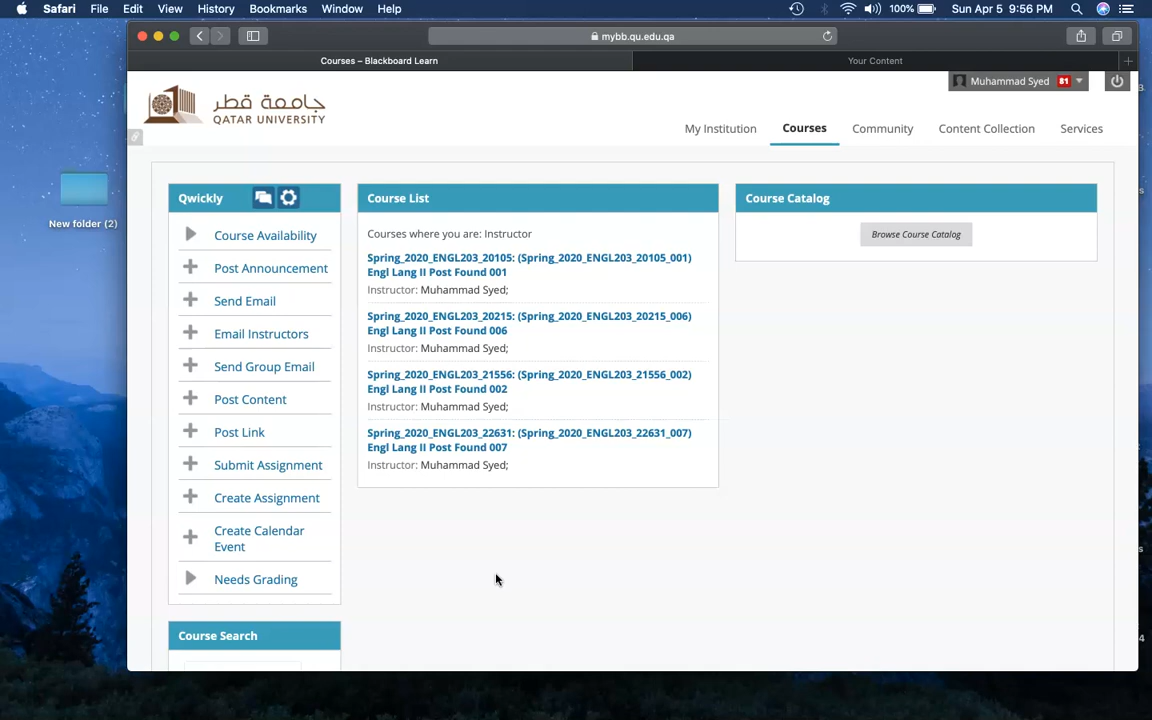 Safari File Edit View History Bookmarks Window Help 100% Sun Apr 5 9:56 PM
mybb.qu.edu.qa
Courses – Blackboard Learn
Your Content
Muhammad Syed 81
جامعة قطر
QATAR UNIVERSITY
My Institution Courses Community Content Collection Services
New folder (2)
Qwickly
Course Availability
Post Announcement
Send Email
Email Instructors
Send Group Email
Post Content
Post Link
Submit Assignment
Create Assignment
Create Calendar
Event
Needs Grading
Course Search
Course List
Courses where you are: Instructor
Spring_2020_ENGL203_20105: (Spring_2020_ENGL203_20105_001)
Engl Lang II Post Found 001
Instructor: Muhammad Syed;
Spring_2020_ENGL203_20215: (Spring_2020_ENGL203_20215_006)
Engl Lang II Post Found 006
Instructor: Muhammad Syed;
Spring_2020_ENGL203_21556: (Spring_2020_ENGL203_21556_002)
Engl Lang II Post Found 002
Instructor: Muhammad Syed;
Spring_2020_ENGL203_22631: (Spring_2020_ENGL203_22631_007)
Engl Lang II Post Found 007
Instructor: Muhammad Syed;
Course Catalog
Browse Course Catalog